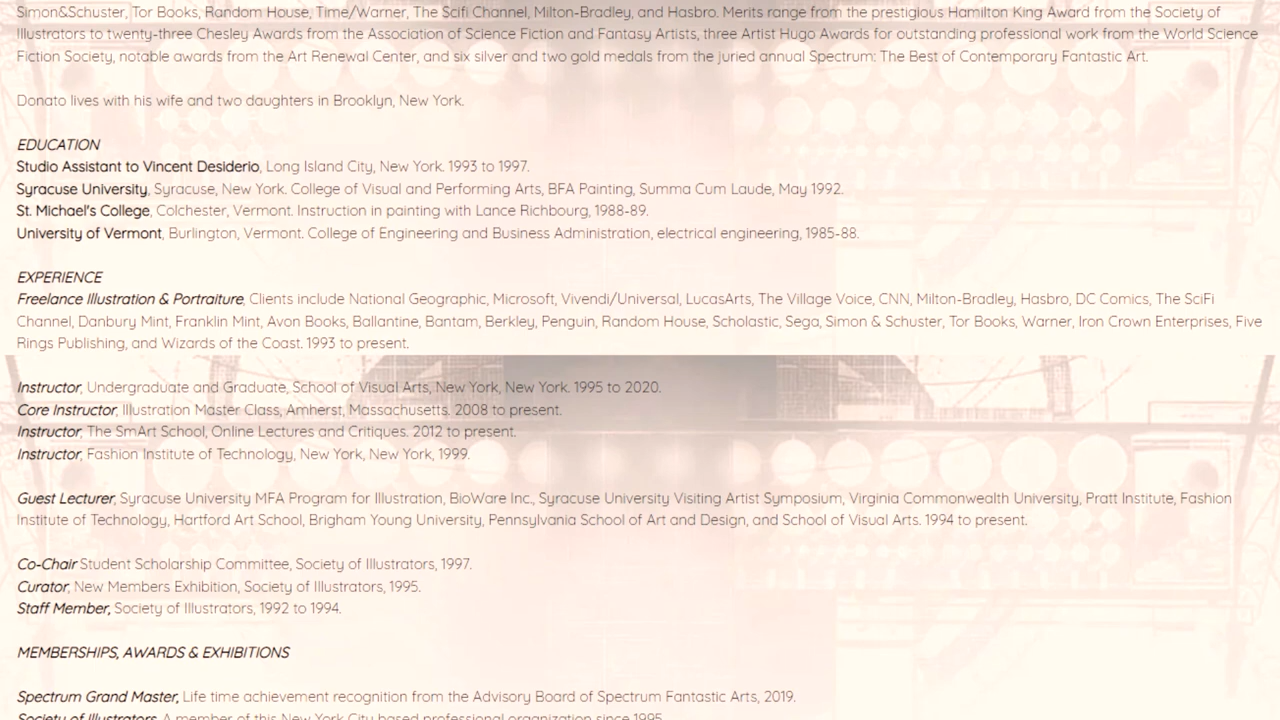 Simon&Schuster, Tor Books, Random House, Time/Warner, The Scifi Channel, Milton-Bradley, and Hasbro. Merits range from the prestigious Hamilton King Award from the Society of
Illustrators to twenty-three Chesley Awards from the Association of Science Fiction and Fantasy Artists, three Artist Hugo Awards for outstanding professional work from the World Science
Fiction Society, notable awards from the Art Renewal Center, and six silver and two gold medals from the juried annual Spectrum: The Best of Contemporary Fantastic Art.
Donato lives with his wife and two daughters in Brooklyn, New York.
EDUCATION
Studio Assistant to Vincent Desiderio, Long Island City, New York. 1993 to 1997.
Syracuse University, Syracuse, New York. College of Visual and Performing Arts, BFA Painting, Summa Cum Laude, May 1992.
St. Michael's College, Colchester, Vermont. Instruction in painting with Lance Richbourg, 1988-89.
University of Vermont, Burlington, Vermont. College of Engineering and Business Administration, electrical engineering, 1985-88.
EXPERIENCE
Freelance Illustration & Portraiture, Clients include National Geographic, Microsoft, Vivendi/Universal, LucasArts, The Village Voice, CNN, Milton-Bradley, Hasbro, DC Comics, The SciFi
Channel, Danbury Mint, Franklin Mint, Avon Books, Ballantine, Bantam, Berkley, Penguin, Random House, Scholastic, Sega, Simon & Schuster, Tor Books, Warner, Iron Crown Enterprises, Five
Rings Publishing, and Wizards of the Coast. 1993 to present.
Instructor, Undergraduate and Graduate, School of Visual Arts, New York, New York. 1995 to 2020.
Core Instructor, Illustration Master Class, Amherst, Massachusetts. 2008 to present.
Instructor, The SmArt School, Online Lectures and Critiques. 2012 to present.
Instructor, Fashion Institute of Technology, New York, New York, 1999.
Guest Lecturer, Syracuse University MFA Program for Illustration, BioWare Inc., Syracuse University Visiting Artist Symposium, Virginia Commonwealth University, Pratt Institute, Fashion
Institute of Technology, Hartford Art School, Brigham Young University, Pennsylvania School of Art and Design, and School of Visual Arts. 1994 to present.
Co-Chair Student Scholarship Committee, Society of Illustrators, 1997.
Curator, New Members Exhibition, Society of Illustrators, 1995.
Staff Member, Society of Illustrators, 1992 to 1994.
MEMBERSHIPS, AWARDS & EXHIBITIONS
Spectrum Grand Master, Life time achievement recognition from the Advisory Board of Spectrum Fantastic Arts, 2019.
Society of Illustrators, A member of this New York City based professional organization since 1995.